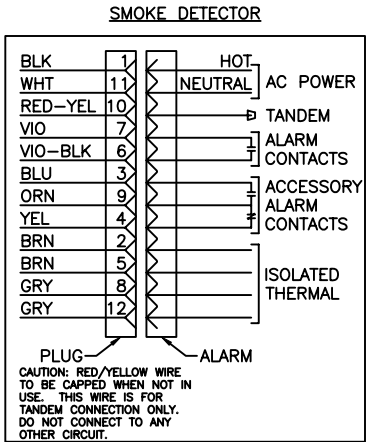 SMOKE DETECTOR
BLK 1 HOT
WHT 11 NEUTRAL AC POWER
RED-YEL 10 TANDEM
VIO 7 ALARM
VIO-BLK 6 CONTACTS
BLU 3 ACCESSORY
ORN 9 ALARM
YEL 4 CONTACTS
BRN 2
BRN 5 ISOLATED
GRY 8 THERMAL
GRY 12
PLUG ALARM
CAUTION: RED/YELLOW WIRE
TO BE CAPPED WHEN NOT IN
USE. THIS WIRE IS FOR
TANDEM CONNECTION ONLY.
DO NOT CONNECT TO ANY
OTHER CIRCUIT.